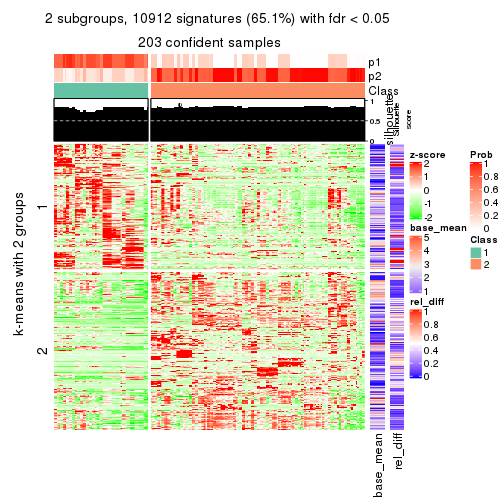 2 subgroups, 10912 signatures (65.1%) with fdr < 0.05
203 confident samples
p1
p2
Class
1
0.5
0
silhouette
Silhouette
score
k-means with 2 groups
1
2
base_mean
rel_diff
z-score
2
1
0
-1
-2
base_mean
5
4
3
2
1
rel_diff
1
0.8
0.6
0.4
0.2
0
Prob
1
0.8
0.6
0.4
0.2
0
Class
1
2